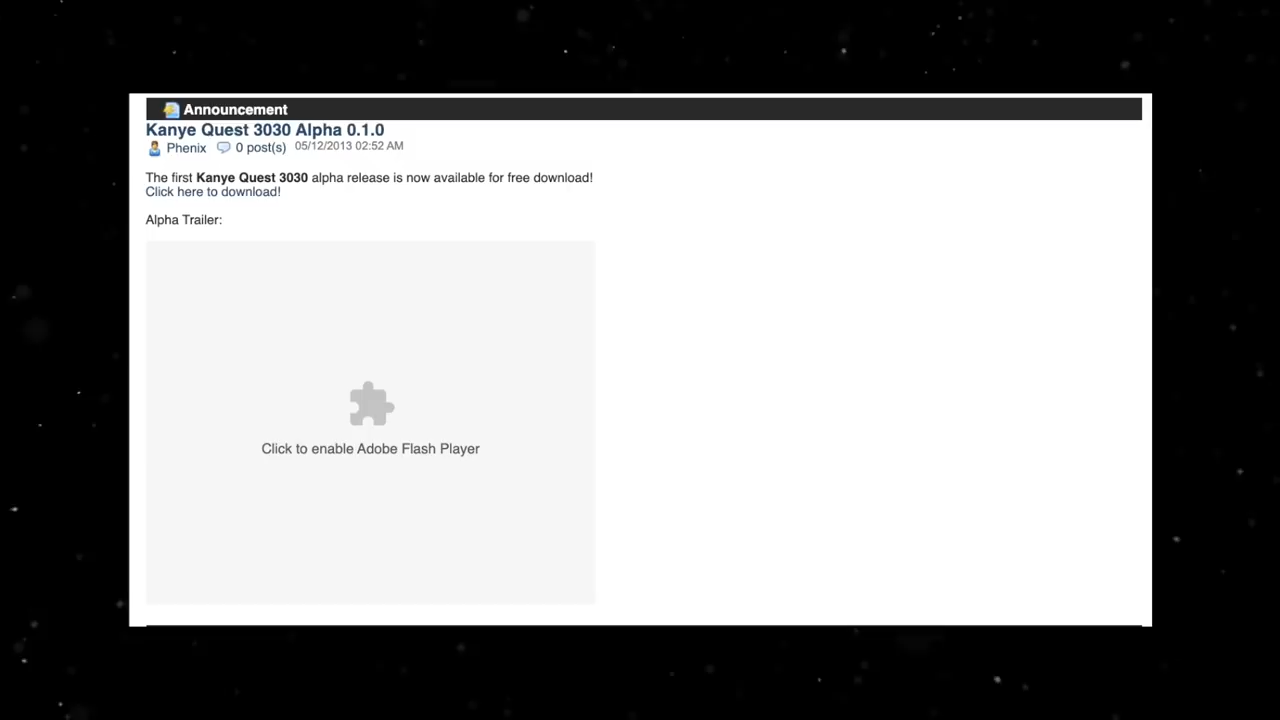 Announcement
Kanye Quest 3030 Alpha 0.1.0
Phenix 0 post(s) 05/12/2013 02:52 AM
The first Kanye Quest 3030 alpha release is now available for free download!
Click here to download!
Alpha Trailer:
Click to enable Adobe Flash Player